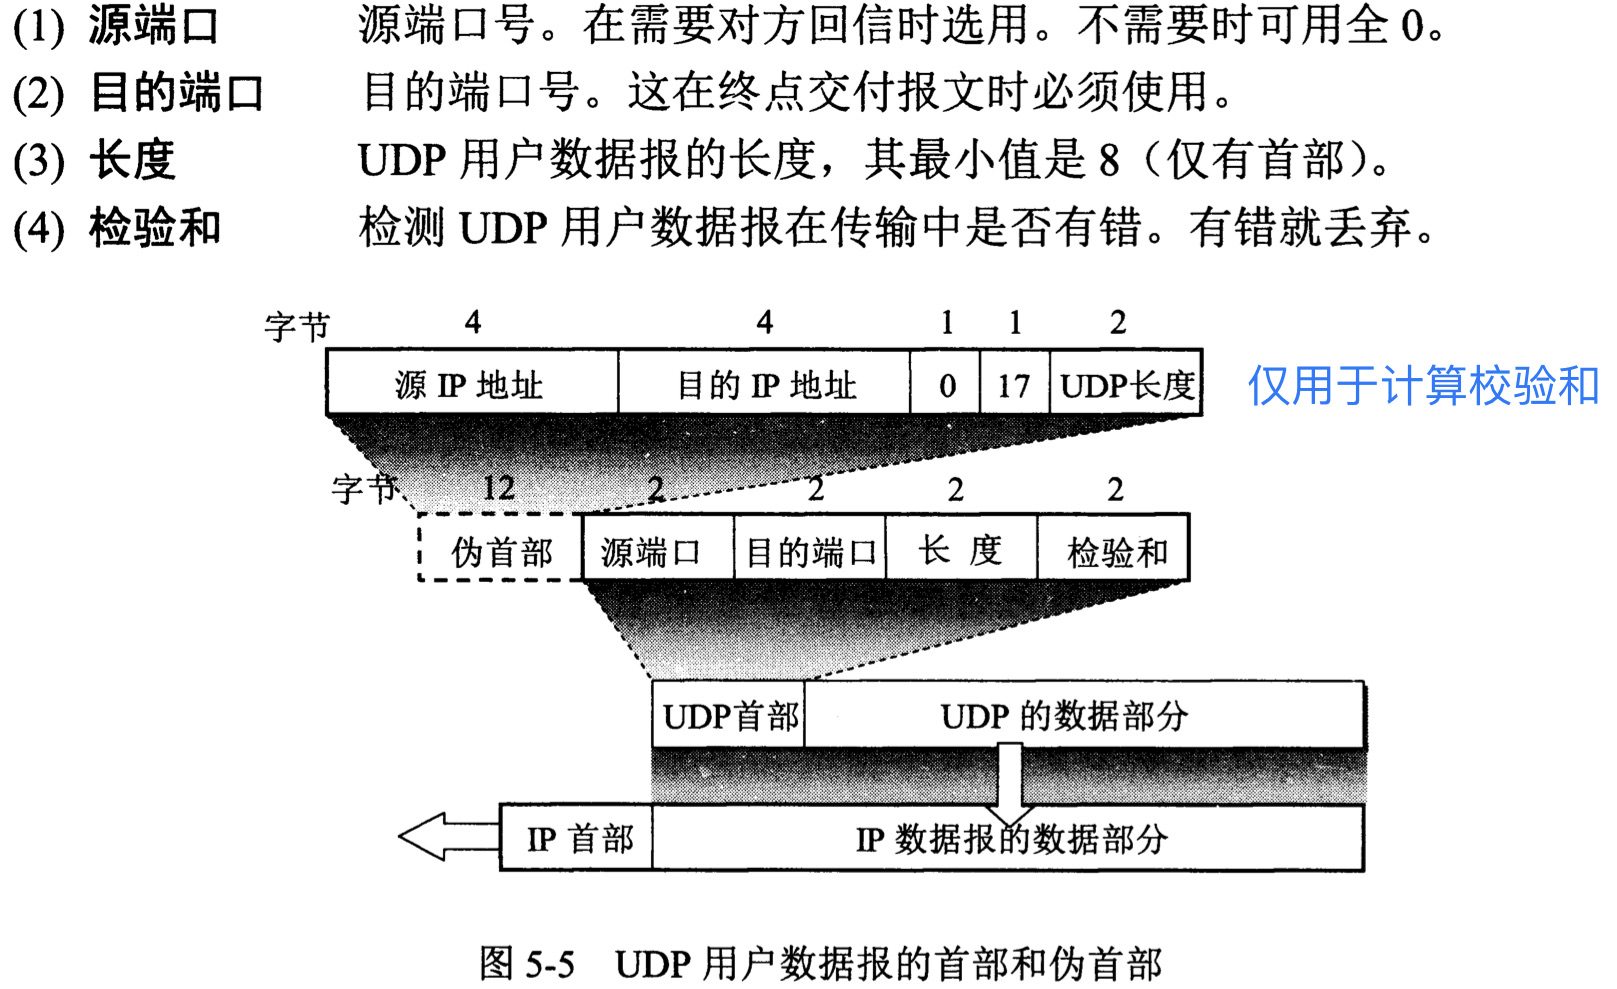 (1) 源端口 源端口号。在需要对方回信时选用。不需要时可用全 0。
(2) 目的端口 目的端口号。这在终点交付报文时必须使用。
(3) 长度 UDP 用户数据报的长度，其最小值是 8（仅有首部）。
(4) 检验和 检测 UDP 用户数据报在传输中是否有错。有错就丢弃。
字节 4 4 1 1 2
源 IP 地址 目的 IP 地址 0 17 UDP长度 仅用于计算校验和
字节 12 2 2 2 2
伪首部 源端口 目的端口 长 度 检验和
UDP首部 UDP 的数据部分
IP 首部 IP 数据报的数据部分
图 5-5 UDP 用户数据报的首部和伪首部